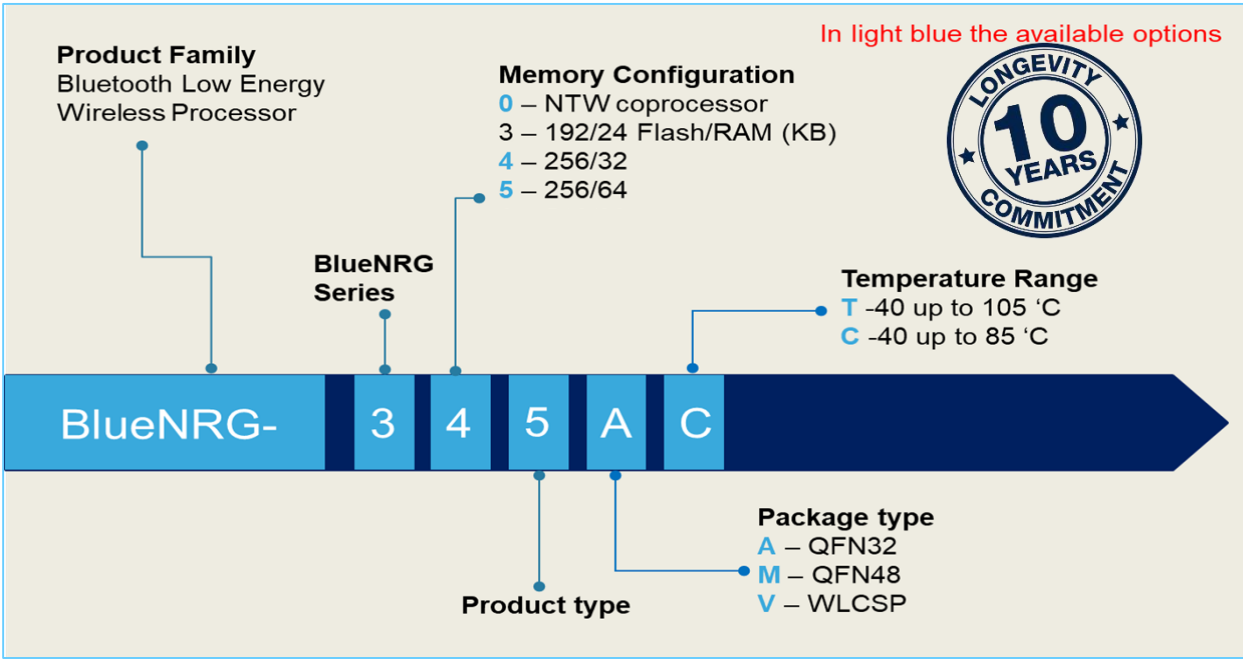 In light blue the available options
Product Family
Bluetooth Low Energy
Wireless Processor
Memory Configuration
0 – NTW coprocessor
3 – 192/24 Flash/RAM (KB)
4 – 256/32
5 – 256/64
LONGEVITY
10
YEARS
COMMITMENT
BlueNRG
Series
Temperature Range
T -40 up to 105 ‘C
C -40 up to 85 ‘C
BlueNRG- 3 4 5 A C
Package type
A – QFN32
M – QFN48
V – WLCSP
Product type